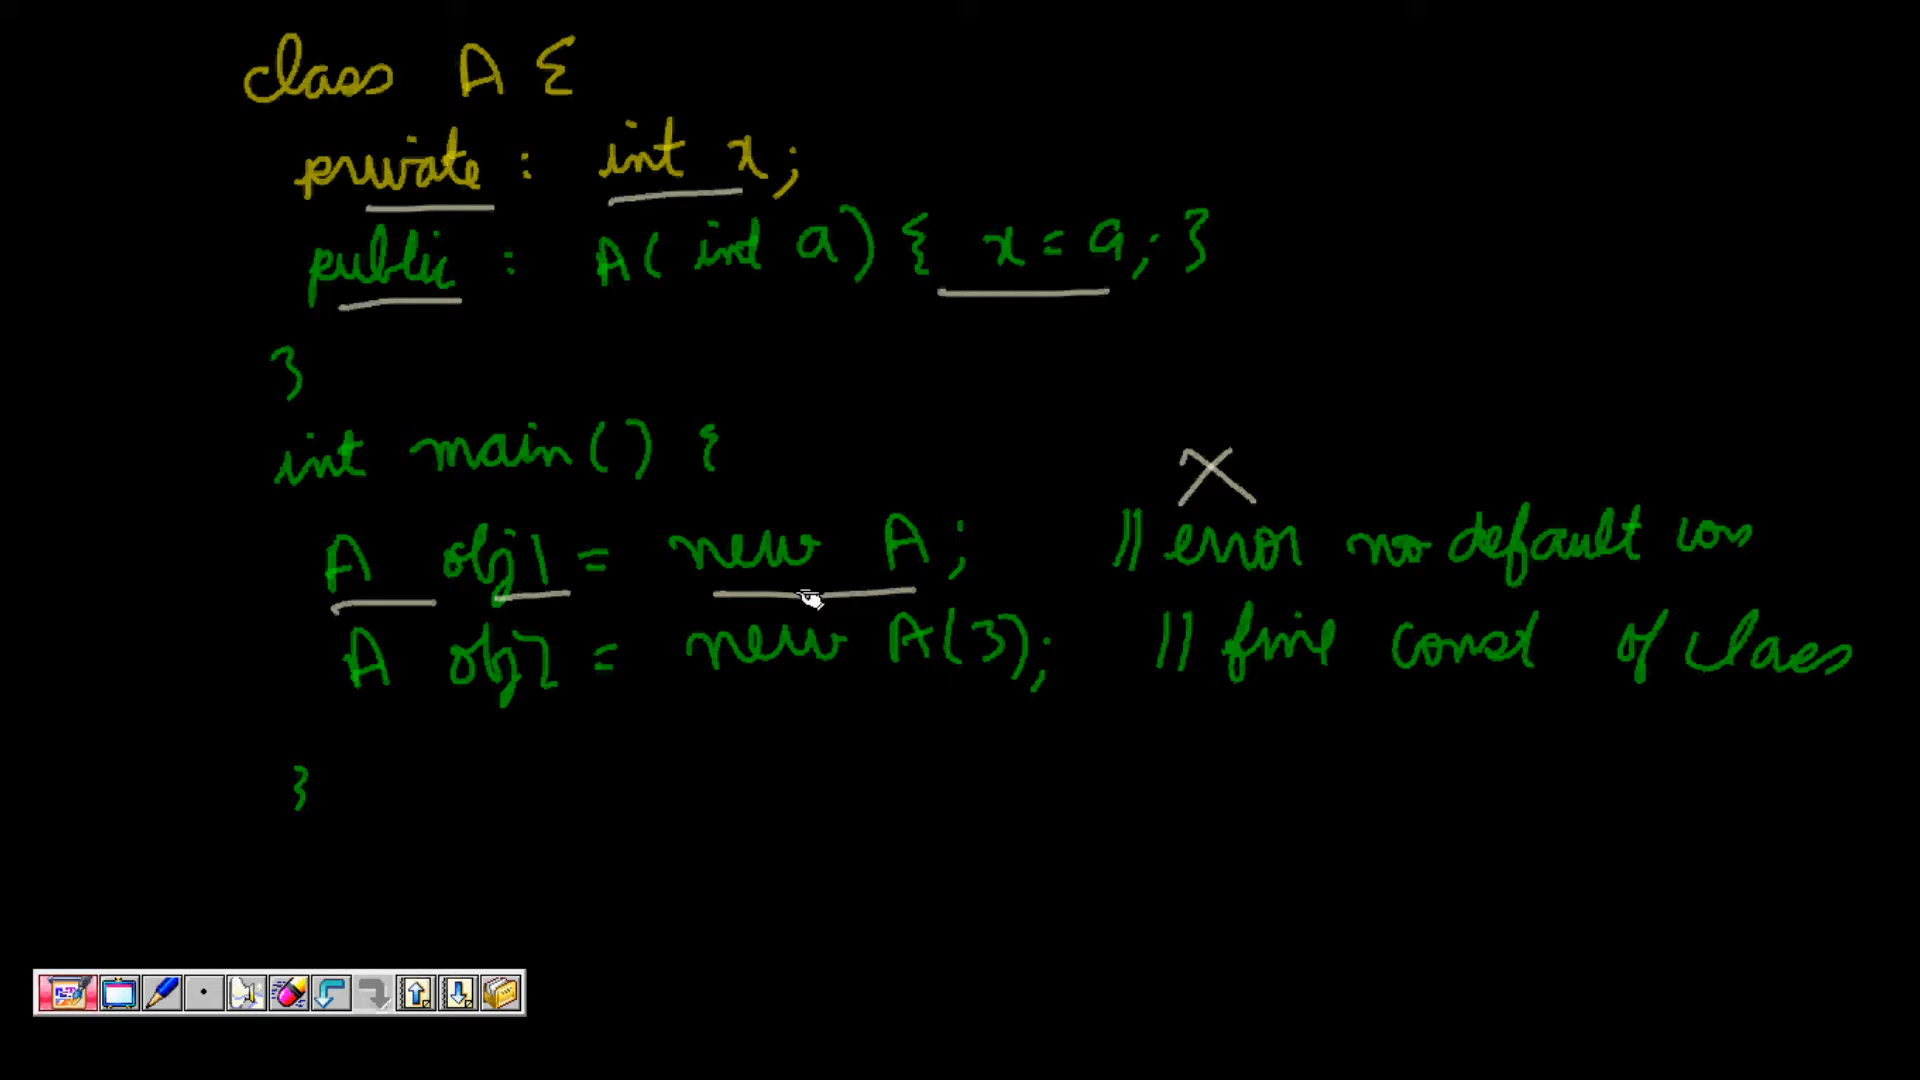 class A {
private : int x;
public : A( int a) { x = a; }
}
int main() {
A obj1 = new A; // error no default cons
A obj2 = new A(3); // fine const of class
}